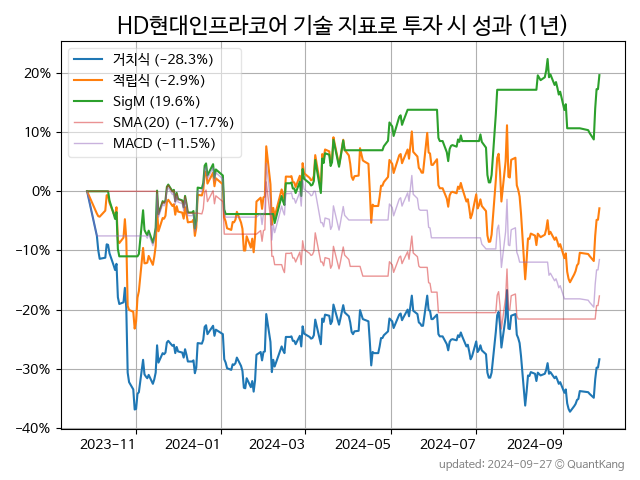 HD현대인프라코어 기술 지표로 투자 시 성과 (1년)
거치식 (−28.3%)
적립식 (−2.9%)
SigM (19.6%)
SMA(20) (−17.7%)
MACD (−11.5%)
20%
10%
0%
−10%
−20%
−30%
−40%
2023-11
2024-01
2024-03
2024-05
2024-07
2024-09
updated: 2024-09-27 © QuantKang